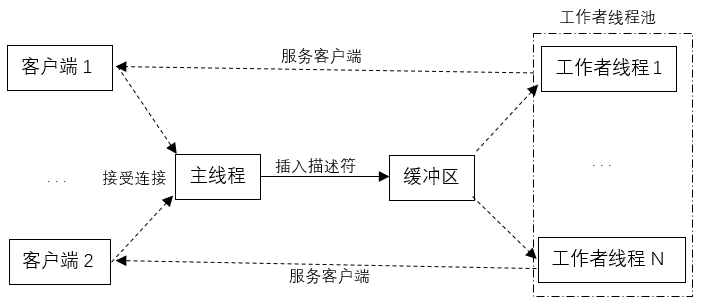 工作者线程池
服务客户端
客户端 1
工作者线程 1
接受连接
主线程
插入描述符
缓冲区
...
...
客户端 2
工作者线程 N
服务客户端